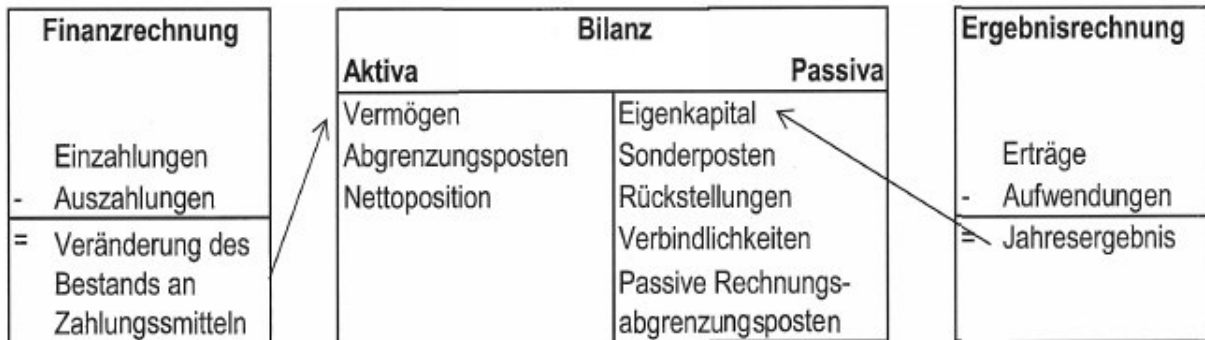 Finanzrechnung
Einzahlungen
- Auszahlungen
= Veränderung des
Bestands an
Zahlungssmitteln
Bilanz
Aktiva Passiva
Vermögen
Abgrenzungsposten
Nettoposition
Eigenkapital
Sonderposten
Rückstellungen
Verbindlichkeiten
Passive Rechnungs-
abgrenzungsposten
Ergebnisrechnung
Erträge
- Aufwendungen
= Jahresergebnis